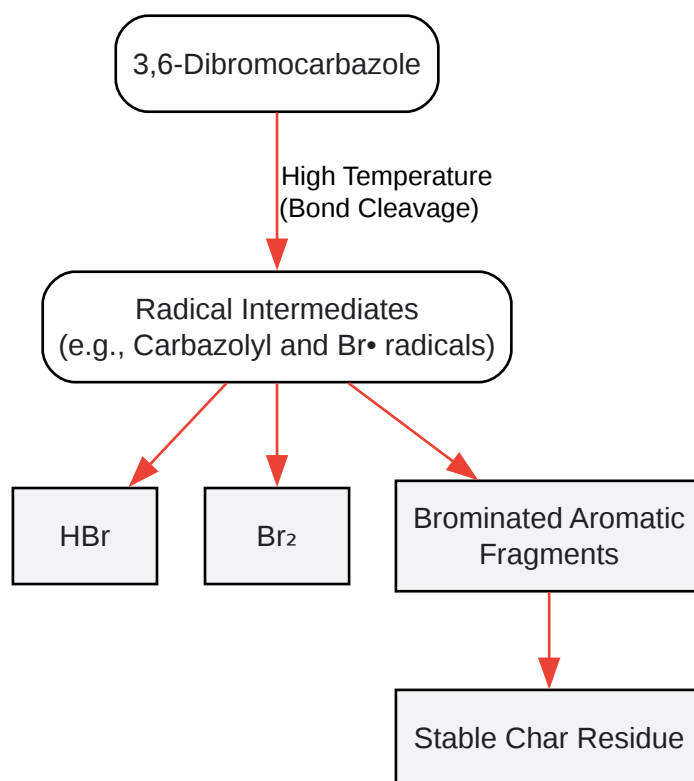 3,6-Dibromocarbazole
High Temperature
(Bond Cleavage)
Radical Intermediates
(e.g., Carbazolyl and Br• radicals)
HBr
Br₂
Brominated Aromatic
Fragments
Stable Char Residue